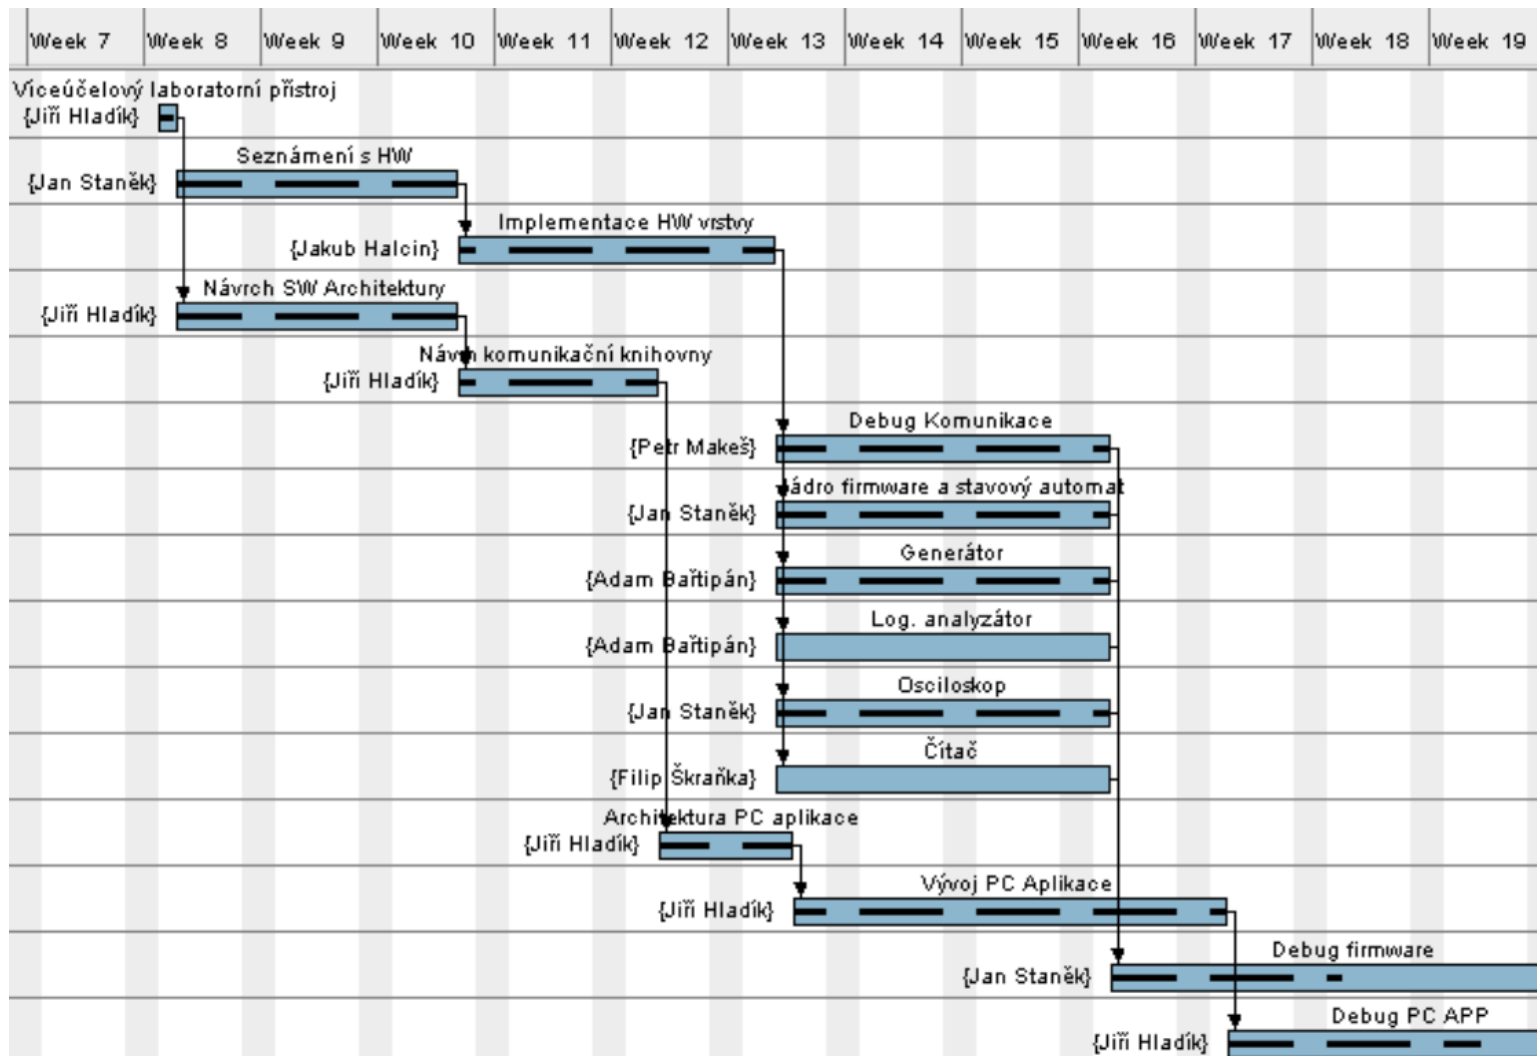 Week 7 Week 8 Week 9 Week 10 Week 11 Week 12 Week 13 Week 14 Week 15 Week 16 Week 17 Week 18 Week 19
Víceúčelový laboratorní přístroj
{Jiří Hladík}
Seznámení s HW
{Jan Staněk}
Implementace HW vrstvy
{Jakub Halcin}
Návrh SW Architektury
{Jiří Hladík}
Návrh komunikační knihovny
{Jiří Hladík}
Debug Komunikace
{Petr Makeš}
Jádro firmware a stavový automat
{Jan Staněk}
Generátor
{Adam Bařtipán}
Log. analyzátor
{Adam Bařtipán}
Osciloskop
{Jan Staněk}
Čítač
{Filip Škraňka}
Architektura PC aplikace
{Jiří Hladík}
Vývoj PC Aplikace
{Jiří Hladík}
Debug firmware
{Jan Staněk}
Debug PC APP
{Jiří Hladík}